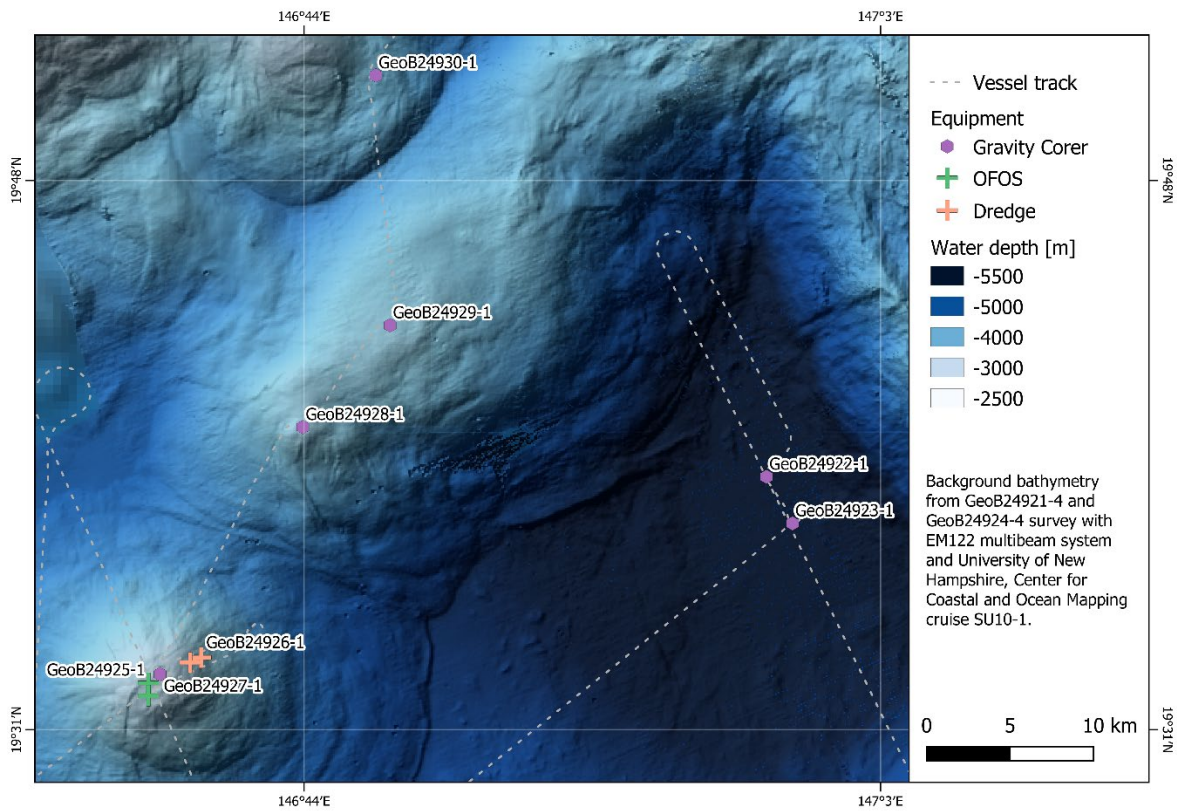 146°44′E
147°3′E
GeoB24930-1
19°48′N
19°48′N
GeoB24929-1
GeoB24928-1
GeoB24922-1
GeoB24923-1
GeoB24926-1
GeoB24925-1
GeoB24927-1
19°31′N
19°31′N
146°44′E
147°3′E
Vessel track
Equipment
Gravity Corer
OFOS
Dredge
Water depth [m]
-5500
-5000
-4000
-3000
-2500
Background bathymetry
from GeoB24921-4 and
GeoB24924-4 survey with
EM122 multibeam system
and University of New
Hampshire, Center for
Coastal and Ocean Mapping
cruise SU10-1.
0 5 10 km